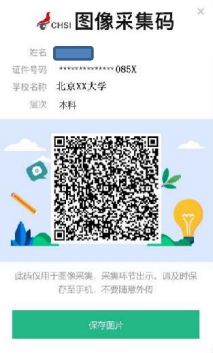 CHSI 图像采集码
姓名
证件号码 **************085X
学校名称 北京XX大学
层次 本科
此码仅用于图像采集、采集环节出示。请及时保
存至手机，不要随意外传
保存图片